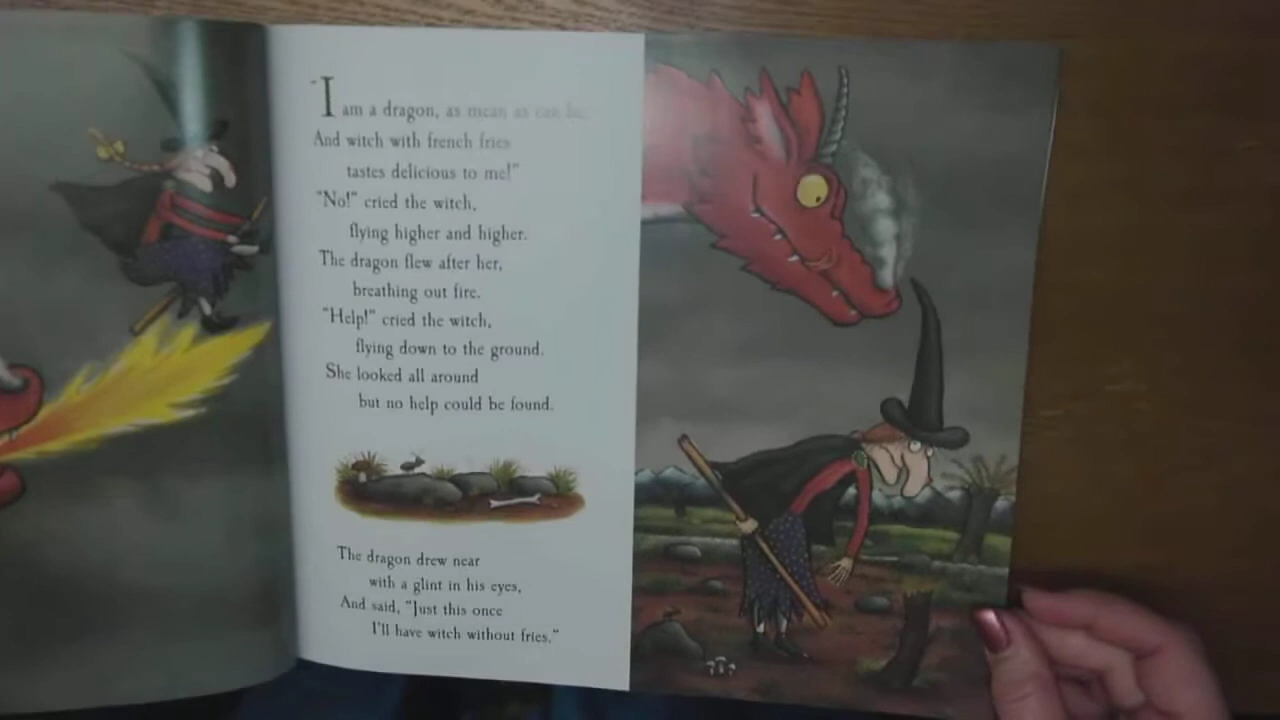 "I am a dragon, as mean as can be,
And witch with french fries
tastes delicious to me!"
"No!" cried the witch,
flying higher and higher.
The dragon flew after her,
breathing out fire.
"Help!" cried the witch,
flying down to the ground.
She looked all around
but no help could be found.
The dragon drew near
with a glint in his eyes,
And said, "Just this once
I'll have witch without fries."